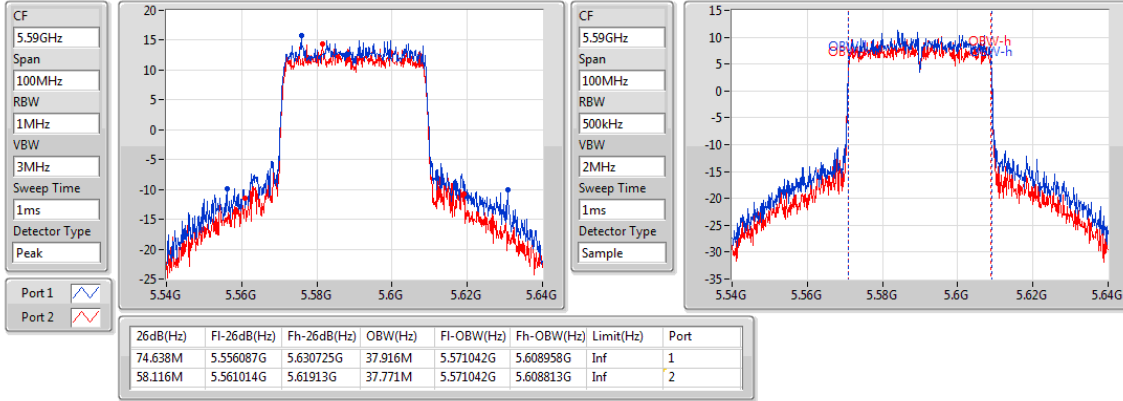 CF
5.59GHz
Span
100MHz
RBW
1MHz
VBW
3MHz
Sweep Time
1ms
Detector Type
Peak
Port 1
Port 2
20
15
10
5
0
-5
-10
-15
-20
-25
5.54G 5.56G 5.58G 5.6G 5.62G 5.64G
CF
5.59GHz
Span
100MHz
RBW
500kHz
VBW
2MHz
Sweep Time
1ms
Detector Type
Sample
15
10
5
0
-5
-10
-15
-20
-25
-30
-35
OBW-h
5.54G 5.56G 5.58G 5.6G 5.62G 5.64G
26dB(Hz) Fl-26dB(Hz) Fh-26dB(Hz) OBW(Hz) Fl-OBW(Hz) Fh-OBW(Hz) Limit(Hz) Port
74.638M 5.556087G 5.630725G 37.916M 5.571042G 5.608958G Inf 1
58.116M 5.561014G 5.61913G 37.771M 5.571042G 5.608813G Inf 2